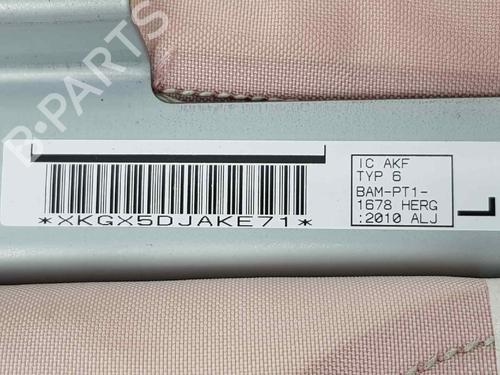 B-PARTS
*XKGX5DJAKE71*
IC AKF
TYP 6
BAM-PT1-
1678 HERG
:2010 ALJ
L